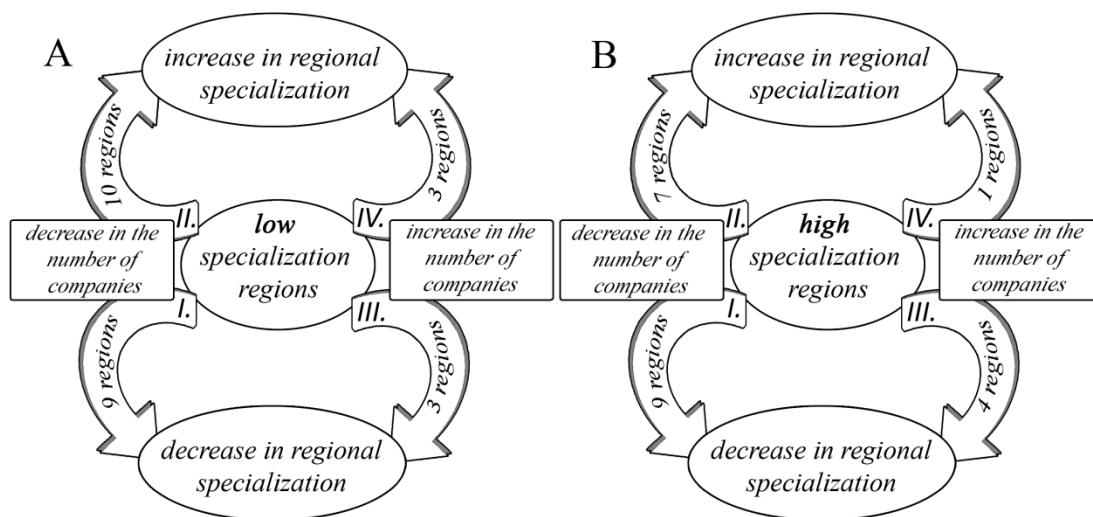 A
increase in regional
specialization
10 regions
3 regions
II.
IV.
low
specialization
regions
decrease in the
number of
companies
increase in the
number of
companies
I.
III.
9 regions
3 regions
decrease in regional
specialization
B
increase in regional
specialization
7 regions
1 regions
II.
IV.
high
specialization
regions
decrease in the
number of
companies
increase in the
number of
companies
I.
III.
9 regions
4 regions
decrease in regional
specialization